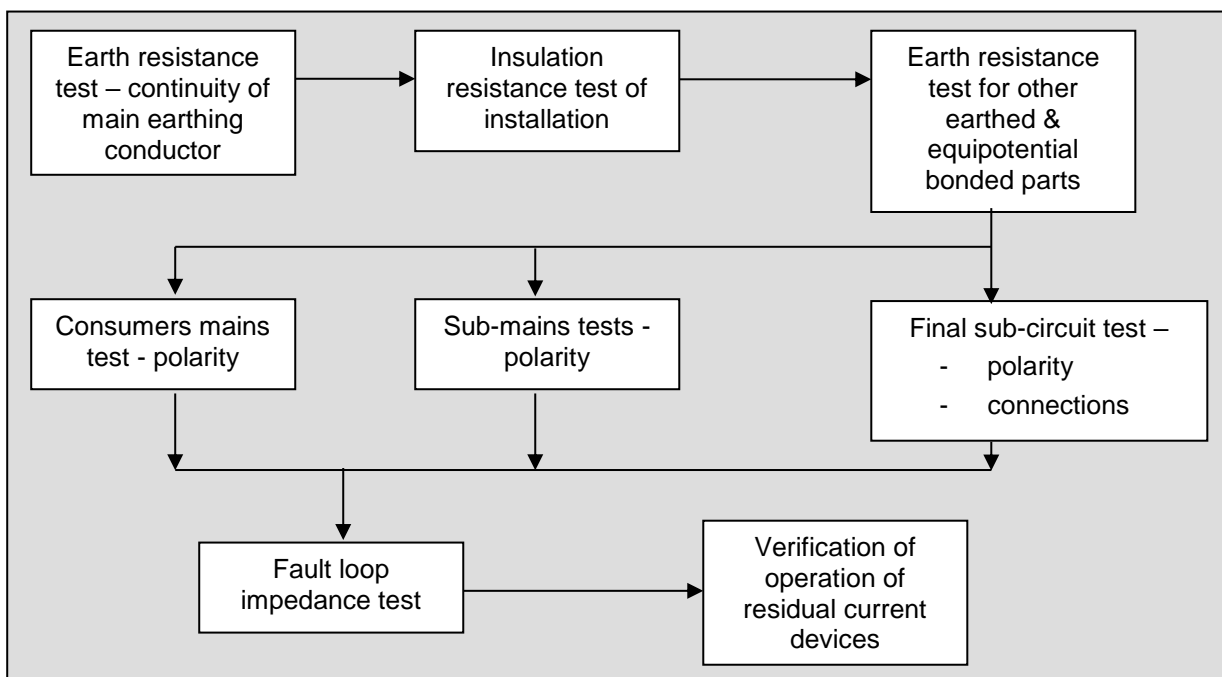 Earth resistance
test – continuity of
main earthing
conductor
Insulation
resistance test of
installation
Earth resistance
test for other
earthed &
equipotential
bonded parts
Consumers mains
test - polarity
Sub-mains tests -
polarity
Final sub-circuit test –
- polarity
- connections
Fault loop
impedance test
Verification of
operation of
residual current
devices